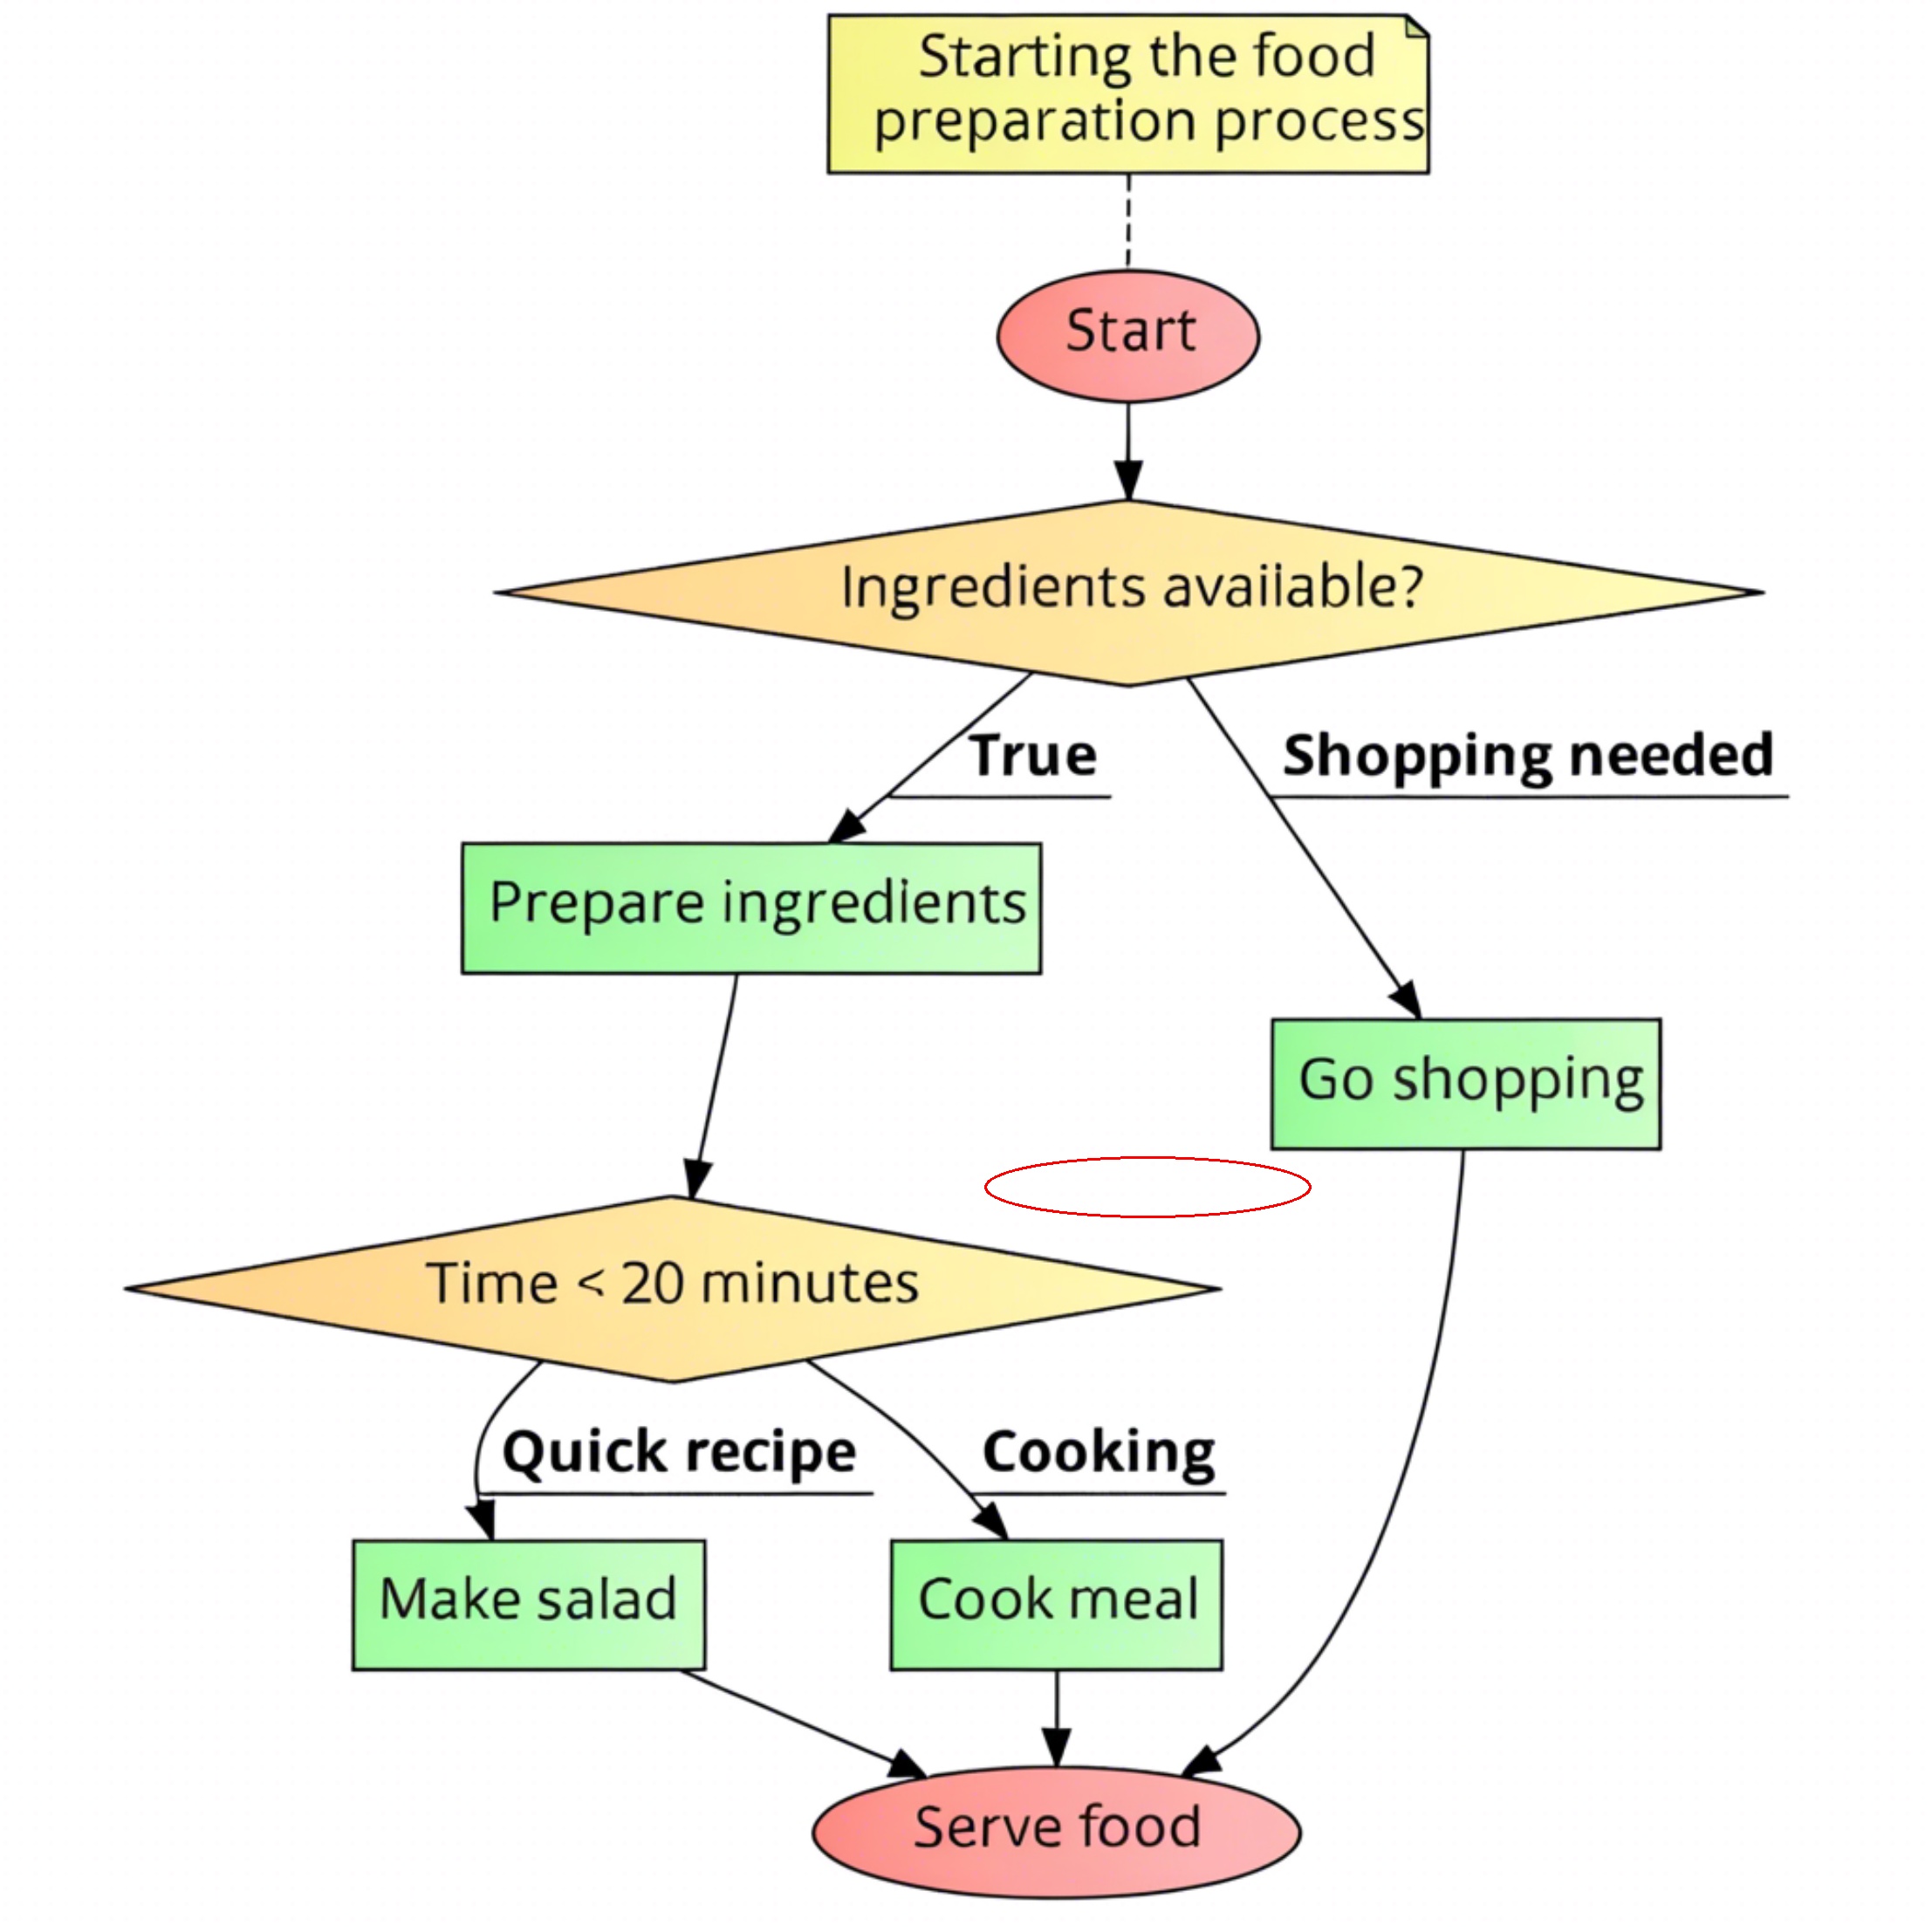 Starting the food
preparation process
Start
Ingredients available?
True
Shopping needed
Prepare ingredients
Go shopping
Time < 20 minutes
Quick recipe
Cooking
Make salad
Cook meal
Serve food